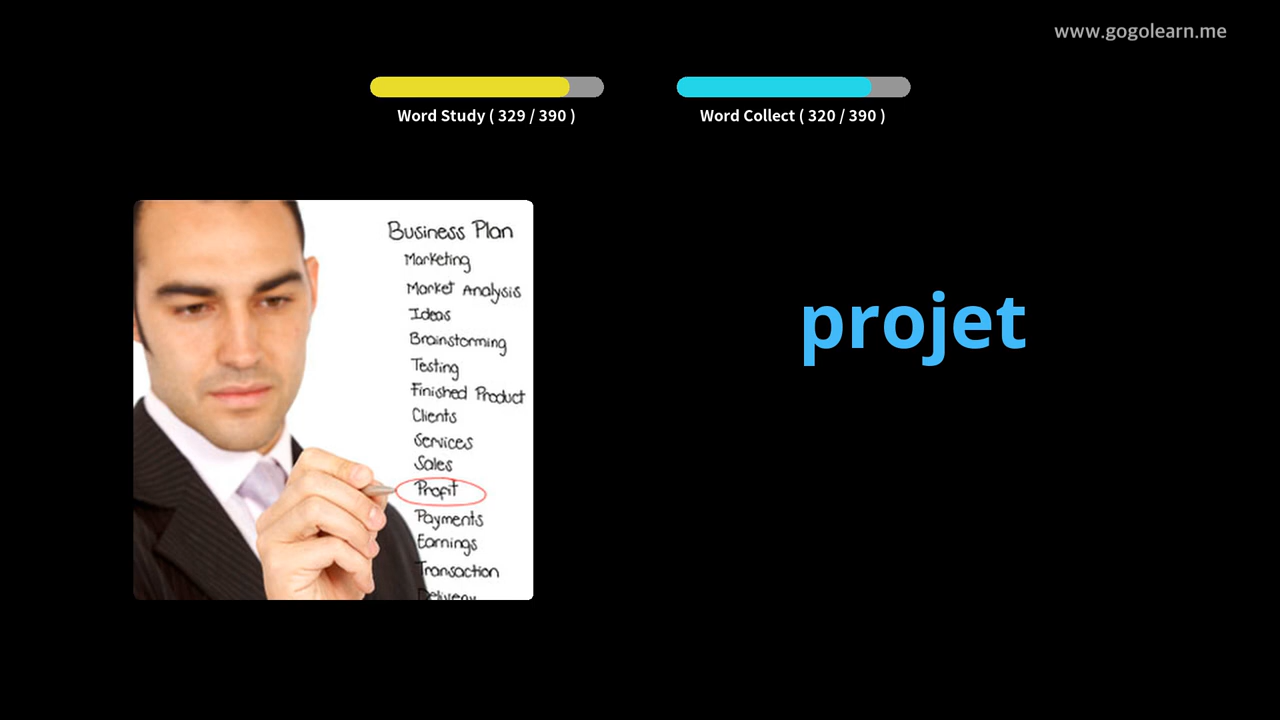 www.gogolearn.me
Word Study ( 329 / 390 )
Word Collect ( 320 / 390 )
Business Plan
Marketing
Market Analysis
Ideas
Brainstorming
Testing
Finished Product
Clients
Services
Sales
Profit
Payments
Earnings
Transaction
Delivery
projet